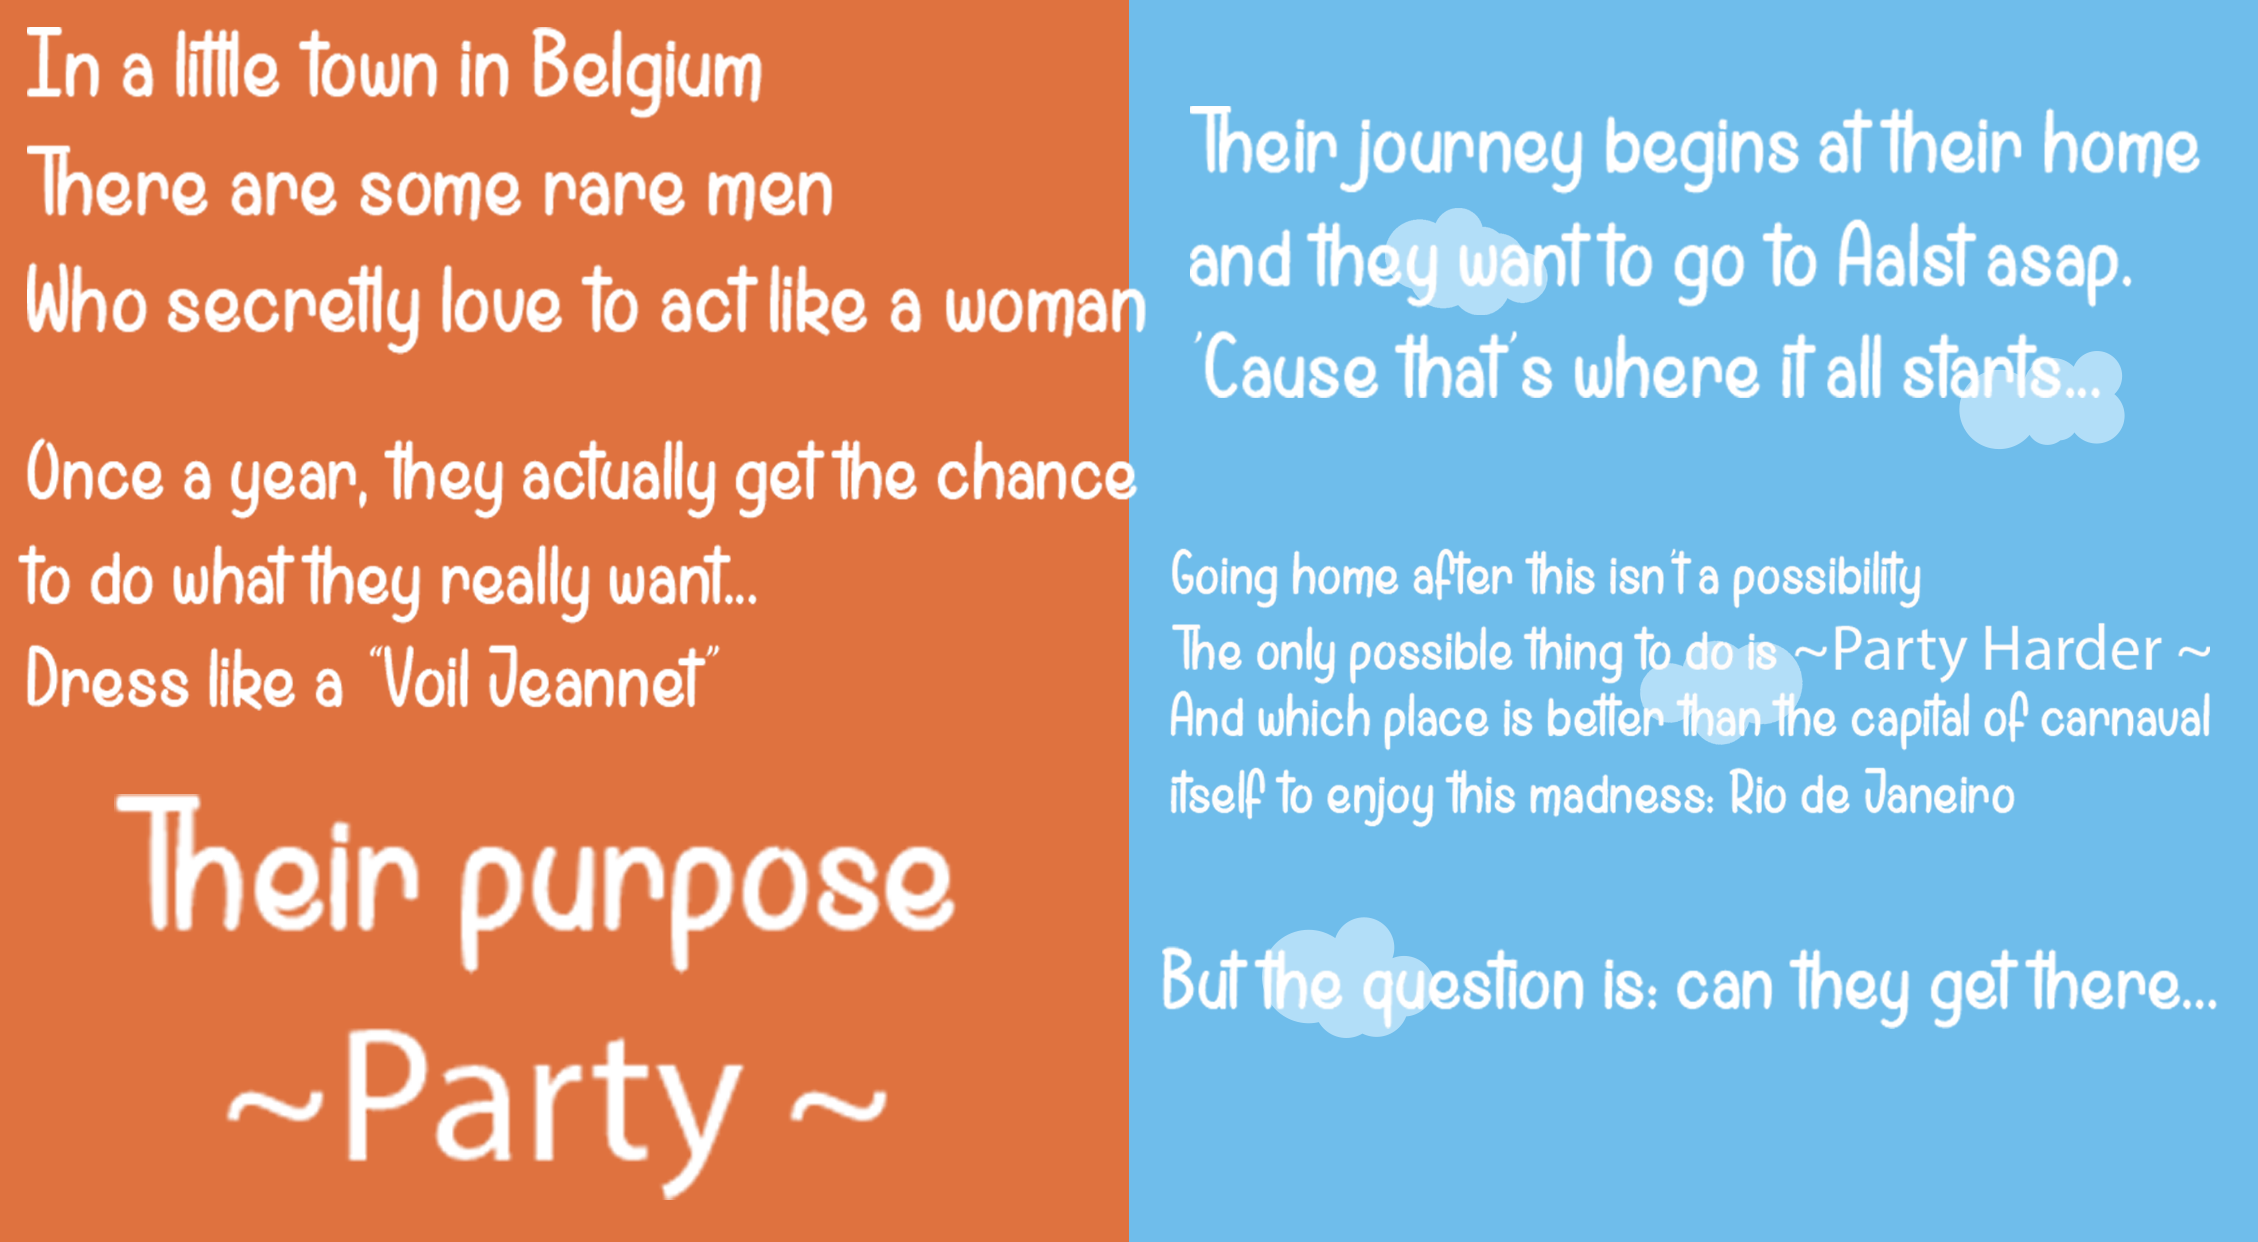 In a little town in Belgium
There are some rare men
Who secretly love to act like a woman
Once a year, they actually get the chance
to do what they really want...
Dress like a “Voil Jeannet”
Their purpose
~Party ~
Their journey begins at their home
and they want to go to Aalst asap.
'Cause that's where it all starts...
Going home after this isn't a possibility
The only possible thing to do is ~Party Harder ~
And which place is better than the capital of carnaval
itself to enjoy this madness: Rio de Janeiro
But the question is: can they get there...